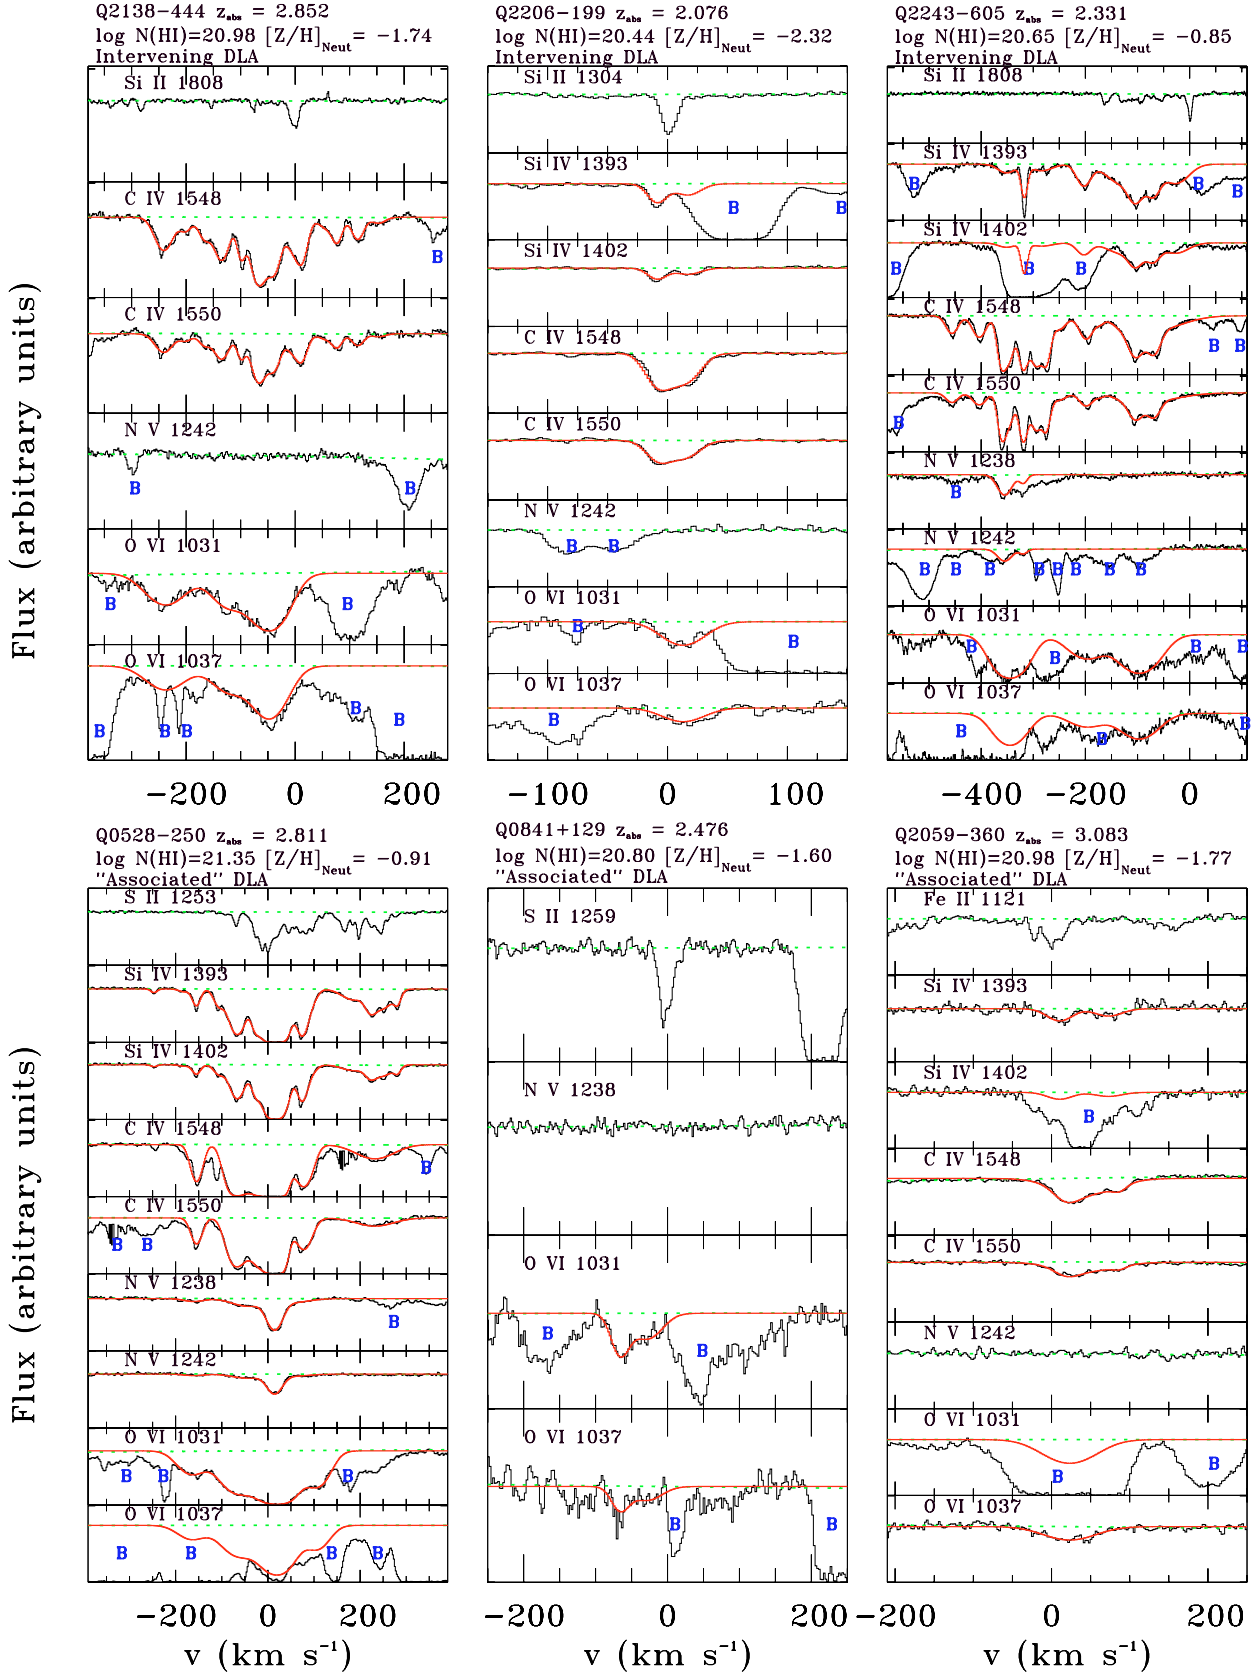 Q2138−444 z_abs = 2.852
log N(HI)=20.98 [Z/H]_Neut = −1.74
Intervening DLA
Si II 1808
C IV 1548
B
C IV 1550
N V 1242
B B
O VI 1031
B B
O VI 1037
B B B B B
−200 0 200
Q2206−199 z_abs = 2.076
log N(HI)=20.44 [Z/H]_Neut = −2.32
Intervening DLA
Si II 1304
Si IV 1393
B B
Si IV 1402
C IV 1548
C IV 1550
N V 1242
B B
O VI 1031
B B
O VI 1037
B
−100 0 100
Q2243−605 z_abs = 2.331
log N(HI)=20.65 [Z/H]_Neut = −0.85
Intervening DLA
Si II 1808
Si IV 1393
B B B
Si IV 1402
B B B
C IV 1548
B B
C IV 1550
B
N V 1238
B
N V 1242
B B B B B B B B
O VI 1031
B B B B
O VI 1037
B B B
−400 −200 0
Flux (arbitrary units)
Q0528−250 z_abs = 2.811
log N(HI)=21.35 [Z/H]_Neut = −0.91
"Associated" DLA
S II 1253
Si IV 1393
Si IV 1402
C IV 1548
B
C IV 1550
B B
N V 1238
B
N V 1242
O VI 1031
B B B
O VI 1037
B B B B
−200 0 200
v (km s⁻¹)
Q0841+129 z_abs = 2.476
log N(HI)=20.80 [Z/H]_Neut = −1.60
"Associated" DLA
S II 1259
N V 1238
O VI 1031
B B
O VI 1037
B B
−200 0 200
v (km s⁻¹)
Q2059−360 z_abs = 3.083
log N(HI)=20.98 [Z/H]_Neut = −1.77
"Associated" DLA
Fe II 1121
Si IV 1393
Si IV 1402
B
C IV 1548
C IV 1550
N V 1242
O VI 1031
B B
O VI 1037
−200 0 200
v (km s⁻¹)
Flux (arbitrary units)